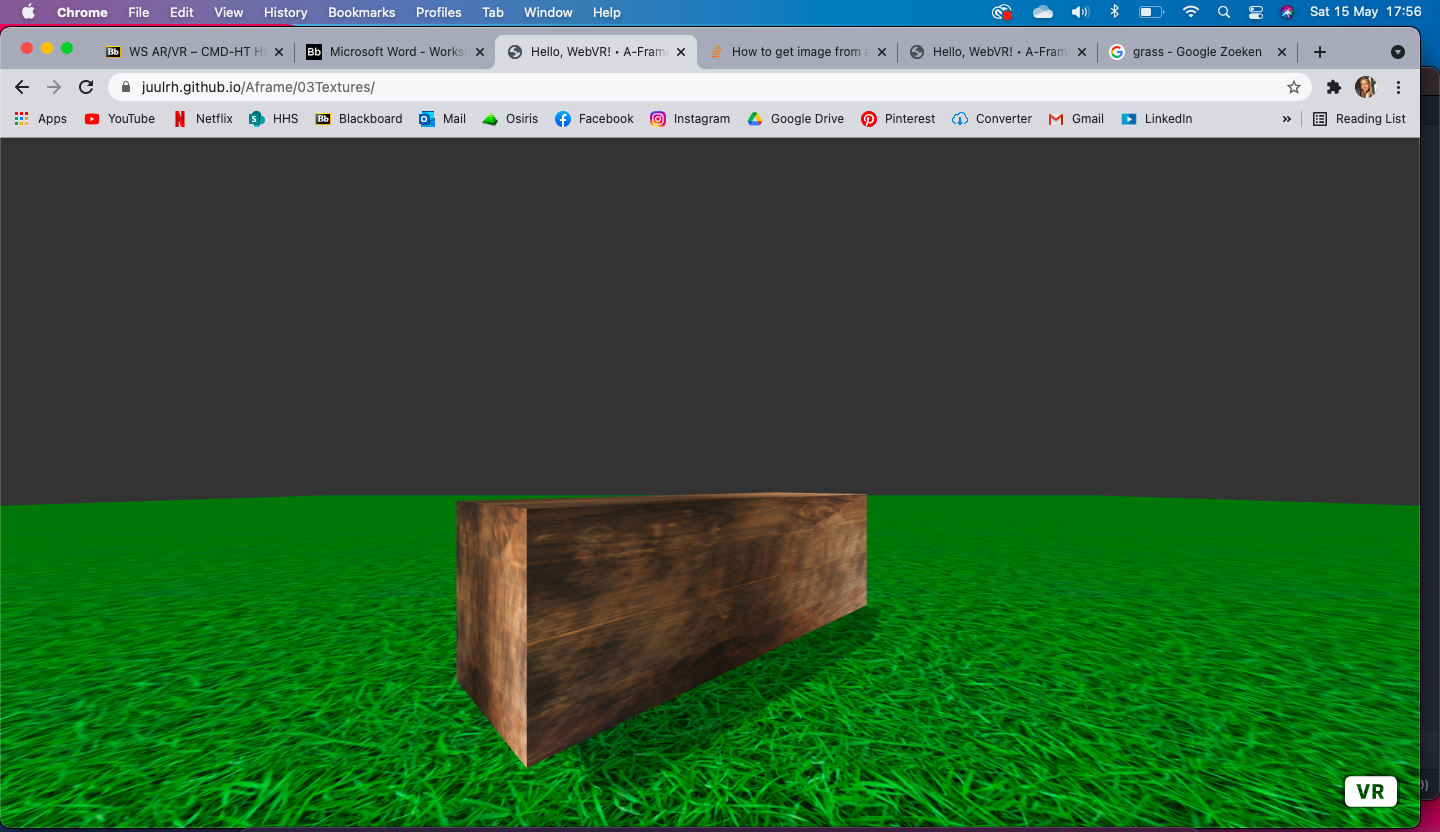 Chrome File Edit View History Bookmarks Profiles Tab Window Help Sat 15 May 17:56
Bb WS AR/VR – CMD-HT Bb Microsoft Word - Works Hello, WebVR! • A-Fram How to get image from a Hello, WebVR! • A-Fram grass - Google Zoeken
juulrh.github.io/Aframe/03Textures/
Apps YouTube Netflix S HHS Bb Blackboard Mail Osiris Facebook Instagram Google Drive Pinterest Converter Gmail LinkedIn » Reading List
VR